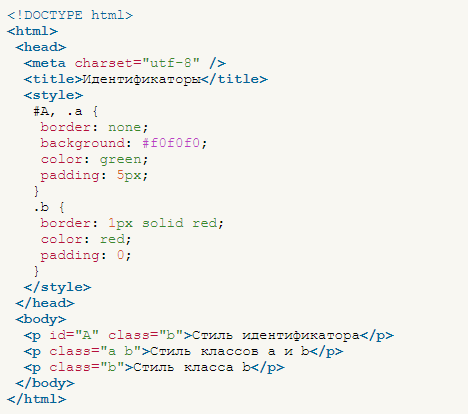 <!DOCTYPE html>
<html>
<head>
<meta charset="utf-8" />
<title>Идентификаторы</title>
<style>
#A, .a {
border: none;
background: #f0f0f0;
color: green;
padding: 5px;
}
.b {
border: 1px solid red;
color: red;
padding: 0;
}
</style>
</head>
<body>
<p id="A" class="b">Стиль идентификатора</p>
<p class="a b">Стиль классов a и b</p>
<p class="b">Стиль класса b</p>
</body>
</html>